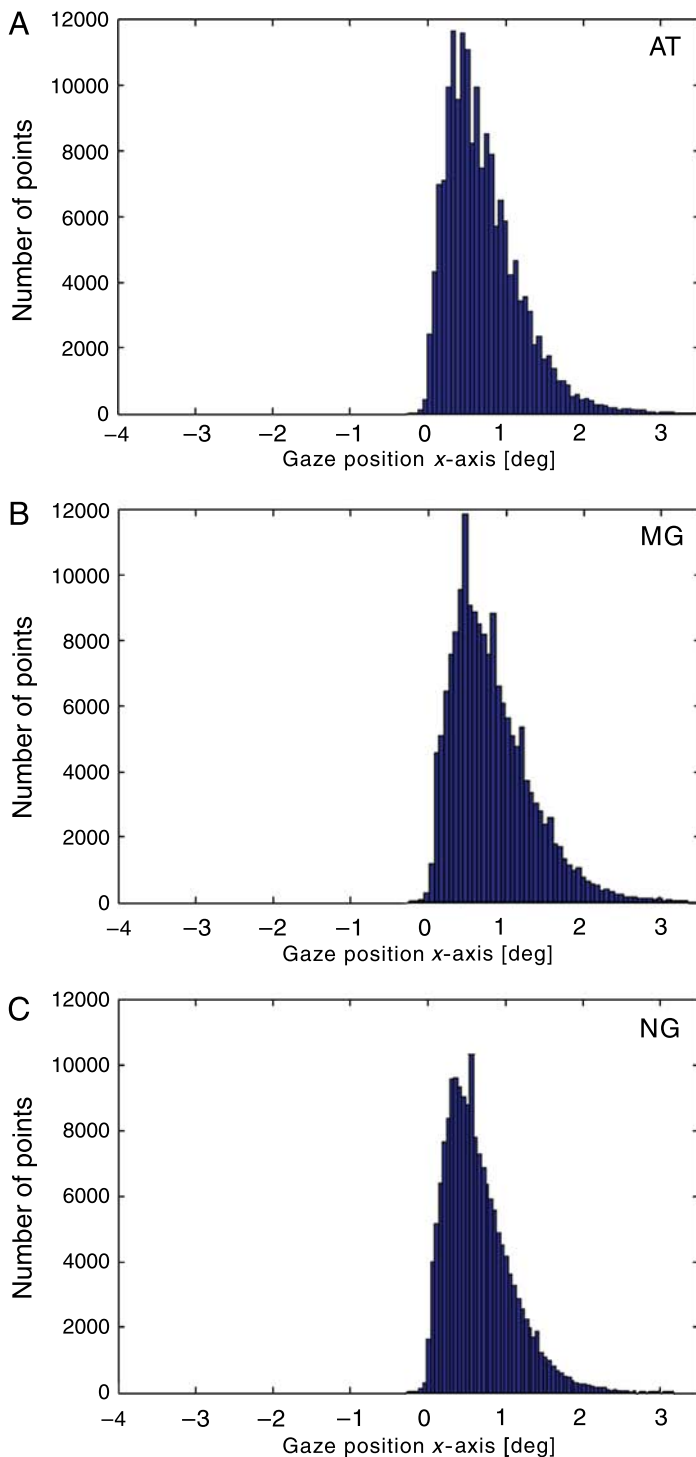 A
AT
Number of points
12000
10000
8000
6000
4000
2000
0
−4 −3 −2 −1 0 1 2 3
Gaze position x-axis [deg]
B
MG
Number of points
12000
10000
8000
6000
4000
2000
0
−4 −3 −2 −1 0 1 2 3
Gaze position x-axis [deg]
C
NG
Number of points
12000
10000
8000
6000
4000
2000
0
−4 −3 −2 −1 0 1 2 3
Gaze position x-axis [deg]